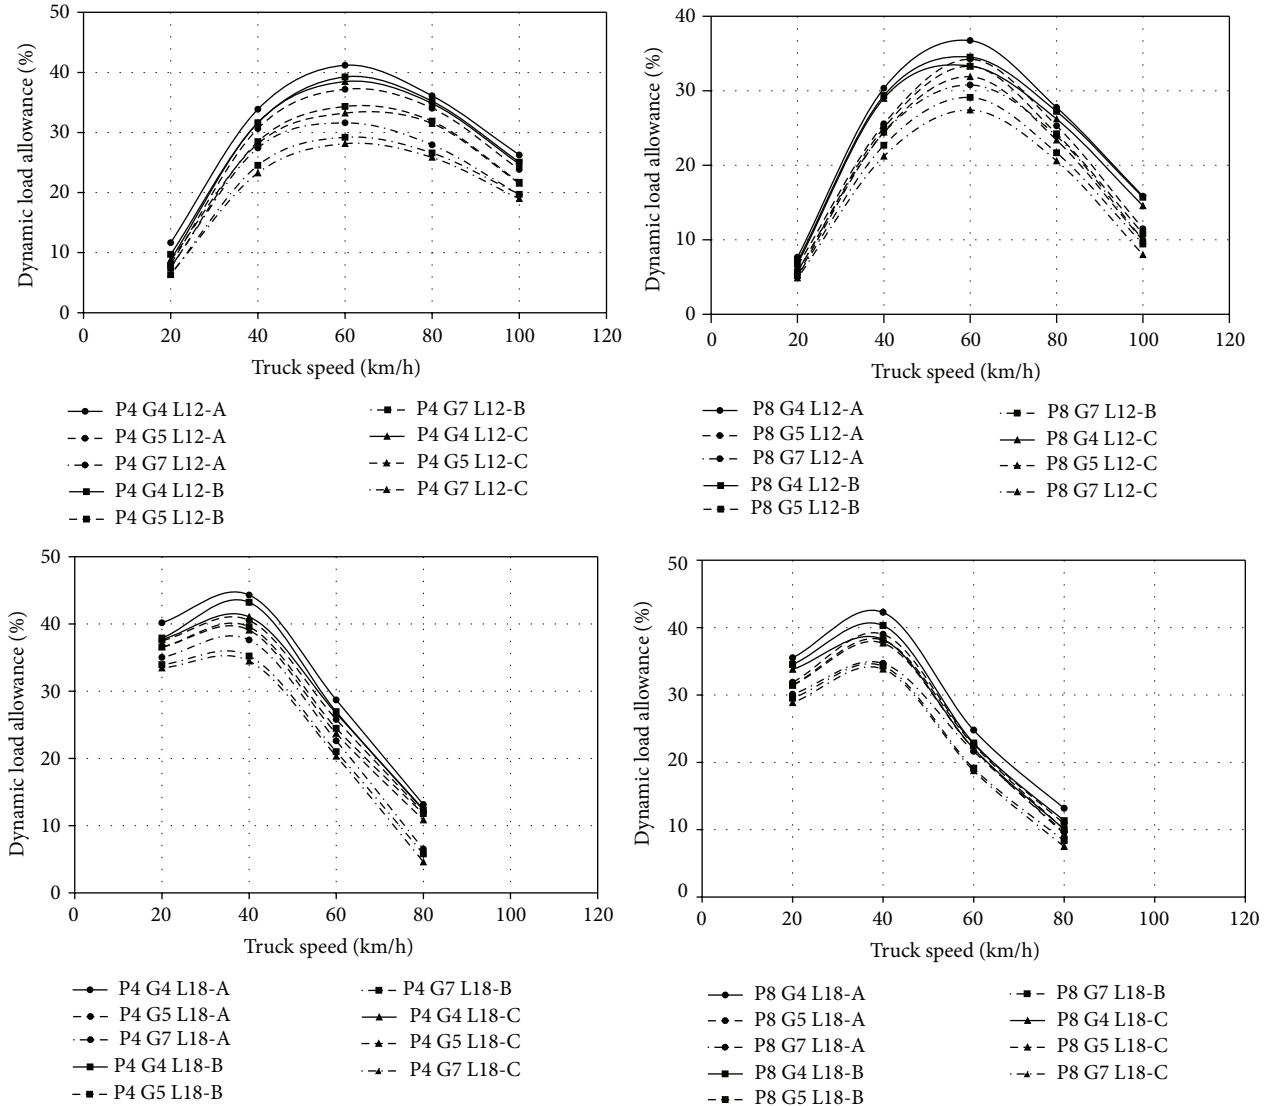 50
40
30
20
10
0
Dynamic load allowance (%)
0 20 40 60 80 100 120
Truck speed (km/h)
P4 G4 L12-A
P4 G5 L12-A
P4 G7 L12-A
P4 G4 L12-B
P4 G5 L12-B
P4 G7 L12-B
P4 G4 L12-C
P4 G5 L12-C
P4 G7 L12-C
40
30
20
10
0
Dynamic load allowance (%)
0 20 40 60 80 100 120
Truck speed (km/h)
P8 G4 L12-A
P8 G5 L12-A
P8 G7 L12-A
P8 G4 L12-B
P8 G5 L12-B
P8 G7 L12-B
P8 G4 L12-C
P8 G5 L12-C
P8 G7 L12-C
50
40
30
20
10
0
Dynamic load allowance (%)
0 20 40 60 80 100 120
Truck speed (km/h)
P4 G4 L18-A
P4 G5 L18-A
P4 G7 L18-A
P4 G4 L18-B
P4 G5 L18-B
P4 G7 L18-B
P4 G4 L18-C
P4 G5 L18-C
P4 G7 L18-C
50
40
30
20
10
0
Dynamic load allowance (%)
0 20 40 60 80 100 120
Truck speed (km/h)
P8 G4 L18-A
P8 G5 L18-A
P8 G7 L18-A
P8 G4 L18-B
P8 G5 L18-B
P8 G7 L18-B
P8 G4 L18-C
P8 G5 L18-C
P8 G7 L18-C